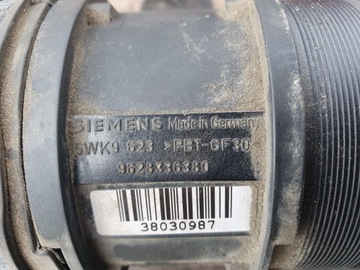 SIEMENS Made in Germany
5WK9 623 >PBT-GF30<
9628336380
38030987